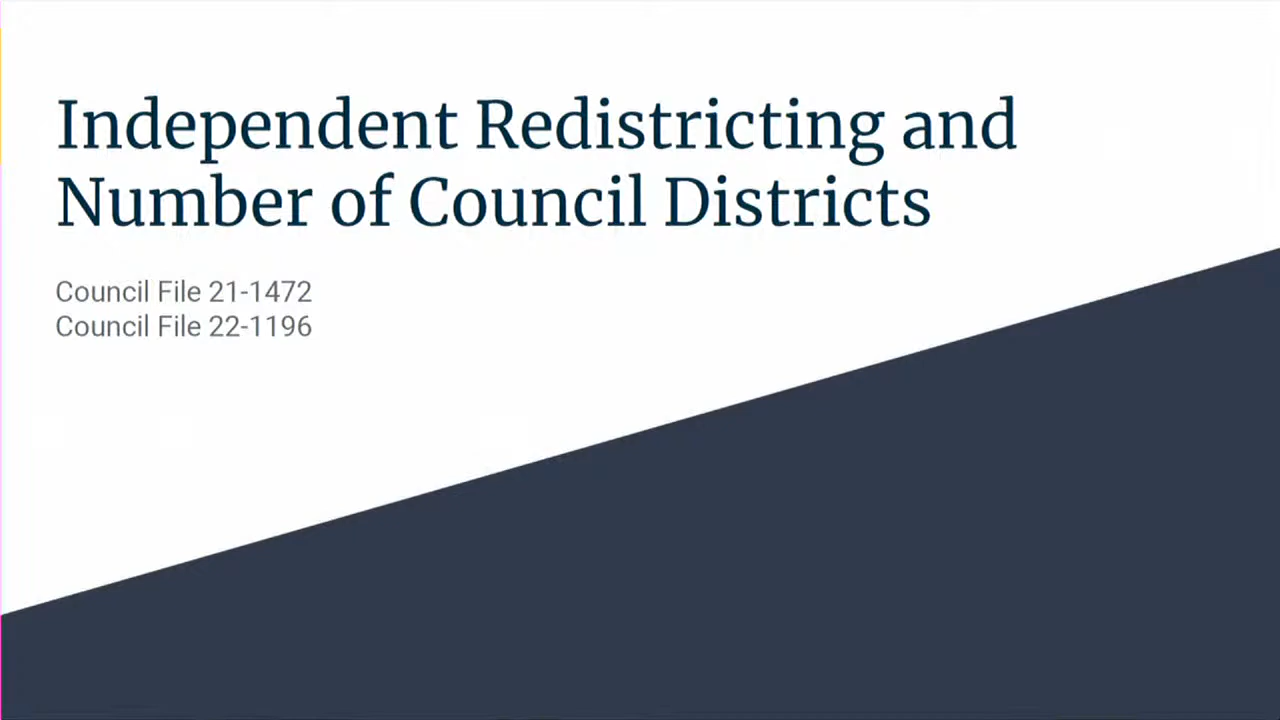 Independent Redistricting and
Number of Council Districts
Council File 21-1472
Council File 22-1196